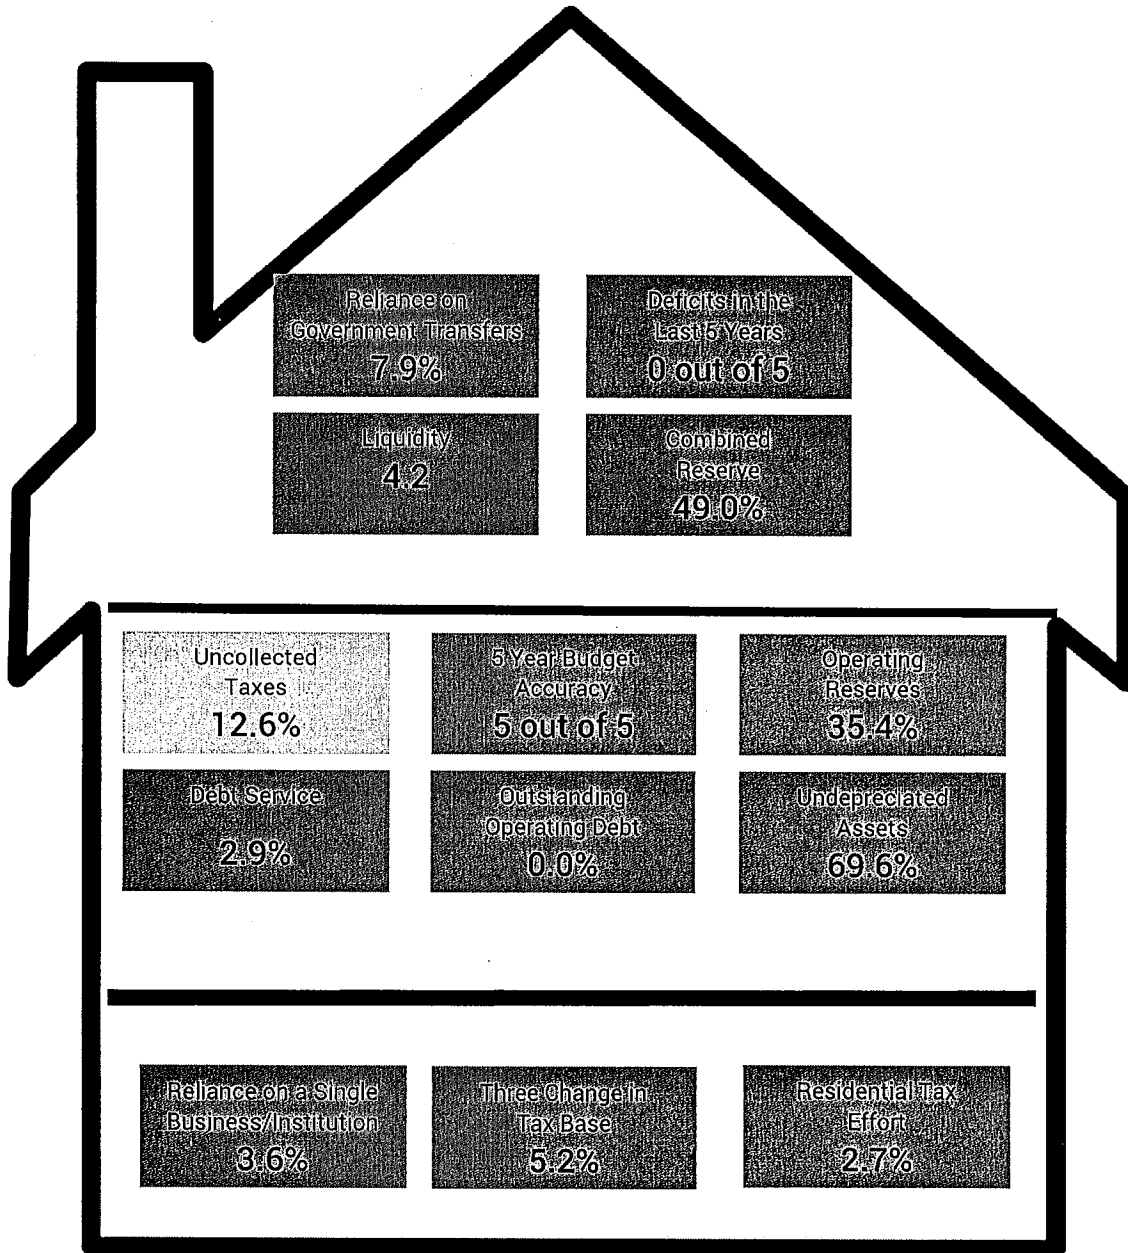 Reliance on
Government Transfers
7.9%
Deficits in the
Last 5 Years
0 out of 5
Liquidity
4.2
Combined
Reserve
49.0%
Uncollected
Taxes
12.6%
5 Year Budget
Accuracy
5 out of 5
Operating
Reserves
35.4%
Debt Service
2.9%
Outstanding
Operating Debt
0.0%
Undepreciated
Assets
69.6%
Reliance on a Single
Business/Institution
3.6%
Three Change in
Tax Base
5.2%
Residential Tax
Effort
2.7%